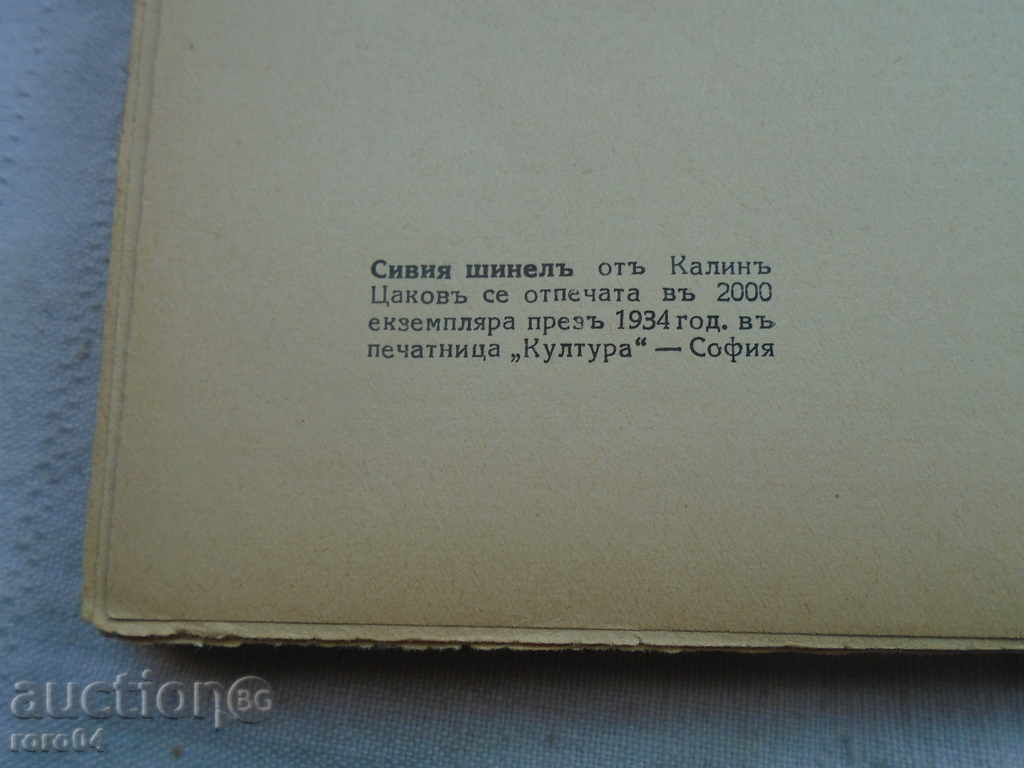 Сивия шинелъ отъ Калинъ
Цаковъ се отпечата въ 2000
екземпляра презъ 1934 год. въ
печатница „Култура“ — София
auction BG
roro04